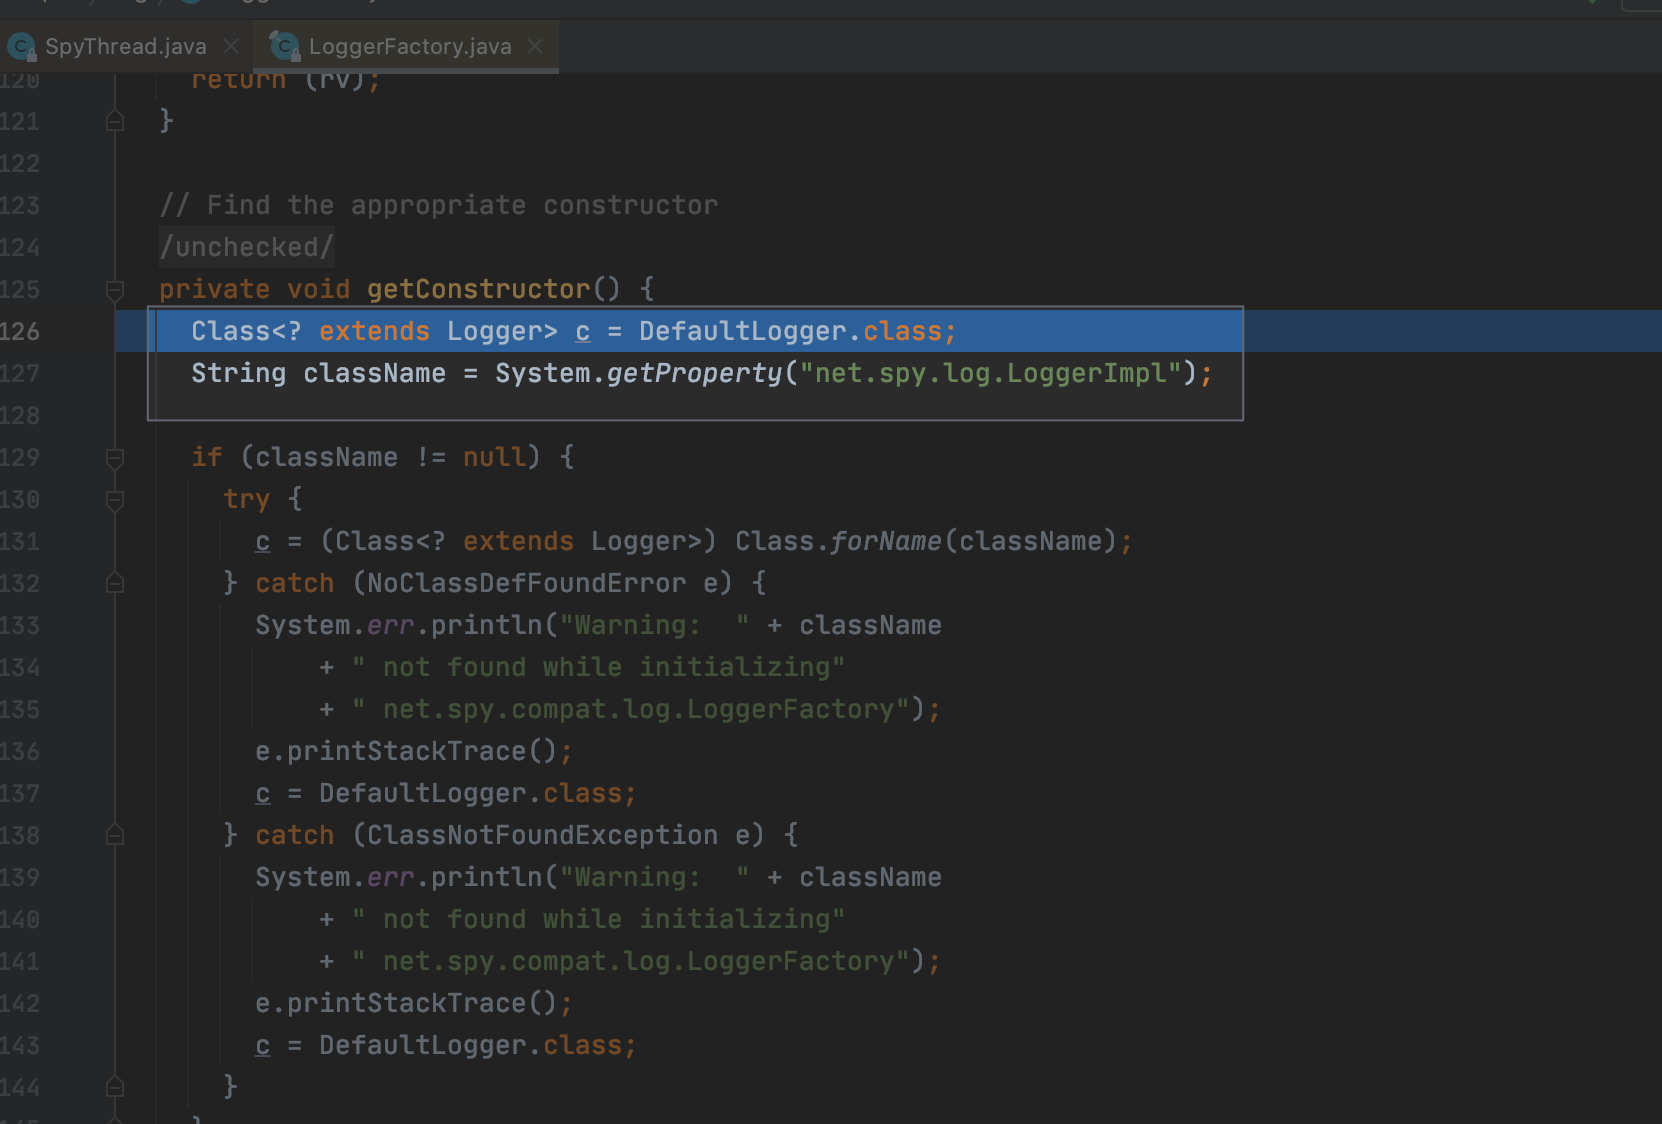 SpyThread.java
LoggerFactory.java
120 return (rv);
121 }
122
123 // Find the appropriate constructor
124 /unchecked/
125 private void getConstructor() {
126 Class<? extends Logger> c = DefaultLogger.class;
127 String className = System.getProperty("net.spy.log.LoggerImpl");
128
129 if (className != null) {
130 try {
131 c = (Class<? extends Logger>) Class.forName(className);
132 } catch (NoClassDefFoundError e) {
133 System.err.println("Warning:  " + className
134 + " not found while initializing"
135 + " net.spy.compat.log.LoggerFactory");
136 e.printStackTrace();
137 c = DefaultLogger.class;
138 } catch (ClassNotFoundException e) {
139 System.err.println("Warning:  " + className
140 + " not found while initializing"
141 + " net.spy.compat.log.LoggerFactory");
142 e.printStackTrace();
143 c = DefaultLogger.class;
144 }